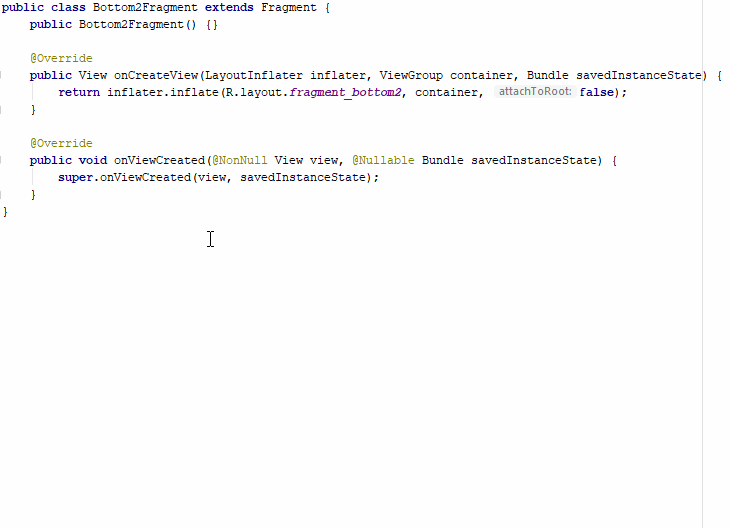 public class Bottom2Fragment extends Fragment {
    public Bottom2Fragment() {}
    @Override
    public View onCreateView(LayoutInflater inflater, ViewGroup container, Bundle savedInstanceState) {
        return inflater.inflate(R.layout.fragment_bottom2, container, attachToRoot: false);
    }
    @Override
    public void onViewCreated(@NonNull View view, @Nullable Bundle savedInstanceState) {
        super.onViewCreated(view, savedInstanceState);
    }
}